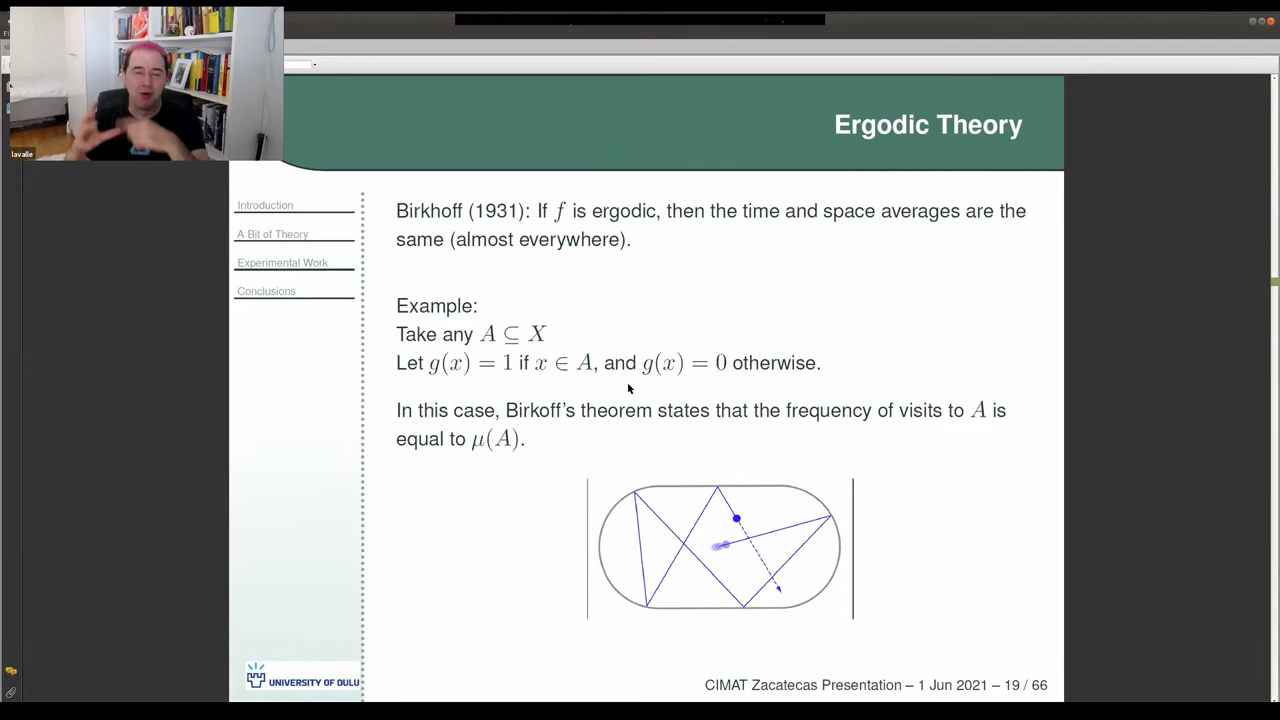 lavalle
Ergodic Theory
Introduction
A Bit of Theory
Experimental Work
Conclusions
Birkhoff (1931): If f is ergodic, then the time and space averages are the
same (almost everywhere).
Example:
Take any A ⊆ X
Let g(x) = 1 if x ∈ A, and g(x) = 0 otherwise.
In this case, Birkoff's theorem states that the frequency of visits to A is
equal to μ(A).
UNIVERSITY OF OULU
CIMAT Zacatecas Presentation – 1 Jun 2021 – 19 / 66